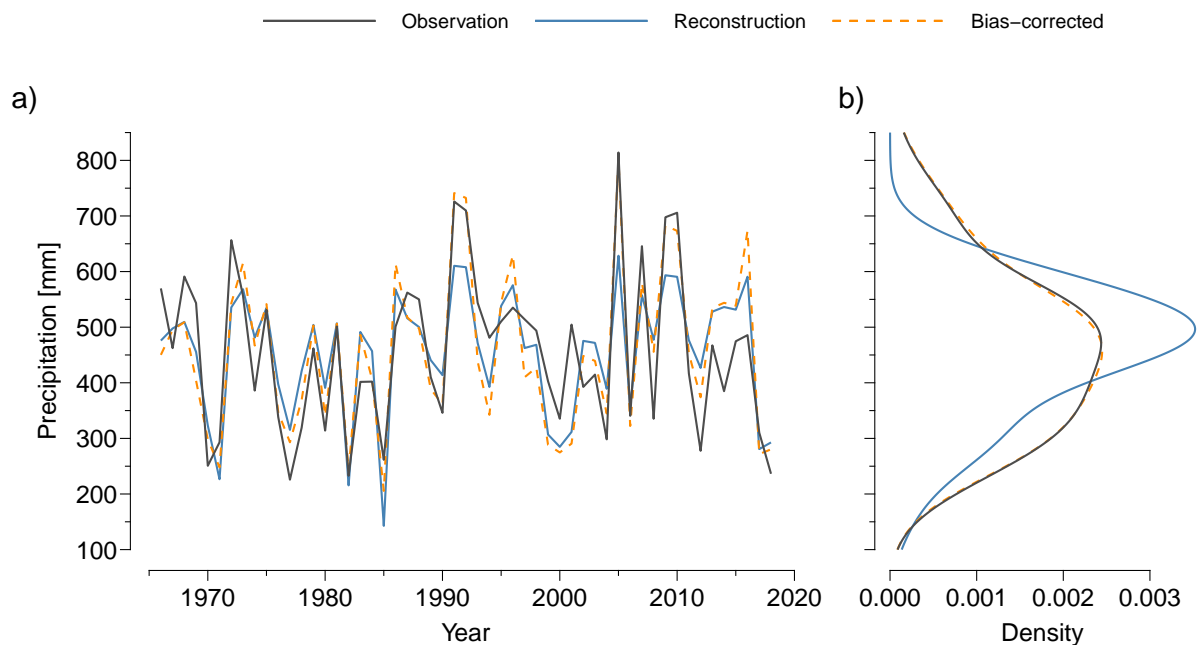 Observation Reconstruction Bias−corrected
a) b)
Precipitation [mm]
800
700
600
500
400
300
200
100
1970 1980 1990 2000 2010 2020
Year
0.000 0.001 0.002 0.003
Density